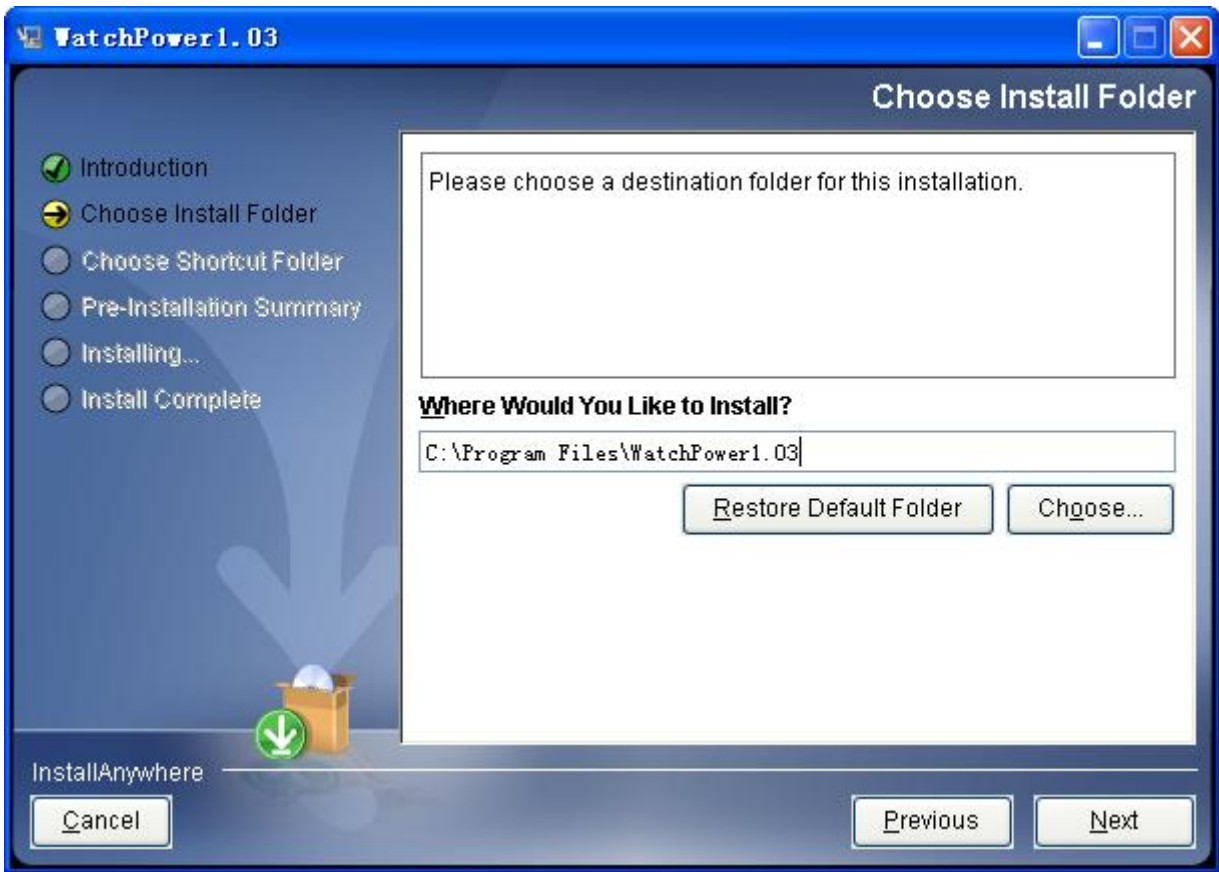 WatchPower1.03
Choose Install Folder
Introduction
Choose Install Folder
Choose Shortcut Folder
Pre-Installation Summary
Installing...
Install Complete
Please choose a destination folder for this installation.
Where Would You Like to Install?
C:\Program Files\WatchPower1.03
Restore Default Folder
Choose...
InstallAnywhere
Cancel
Previous
Next